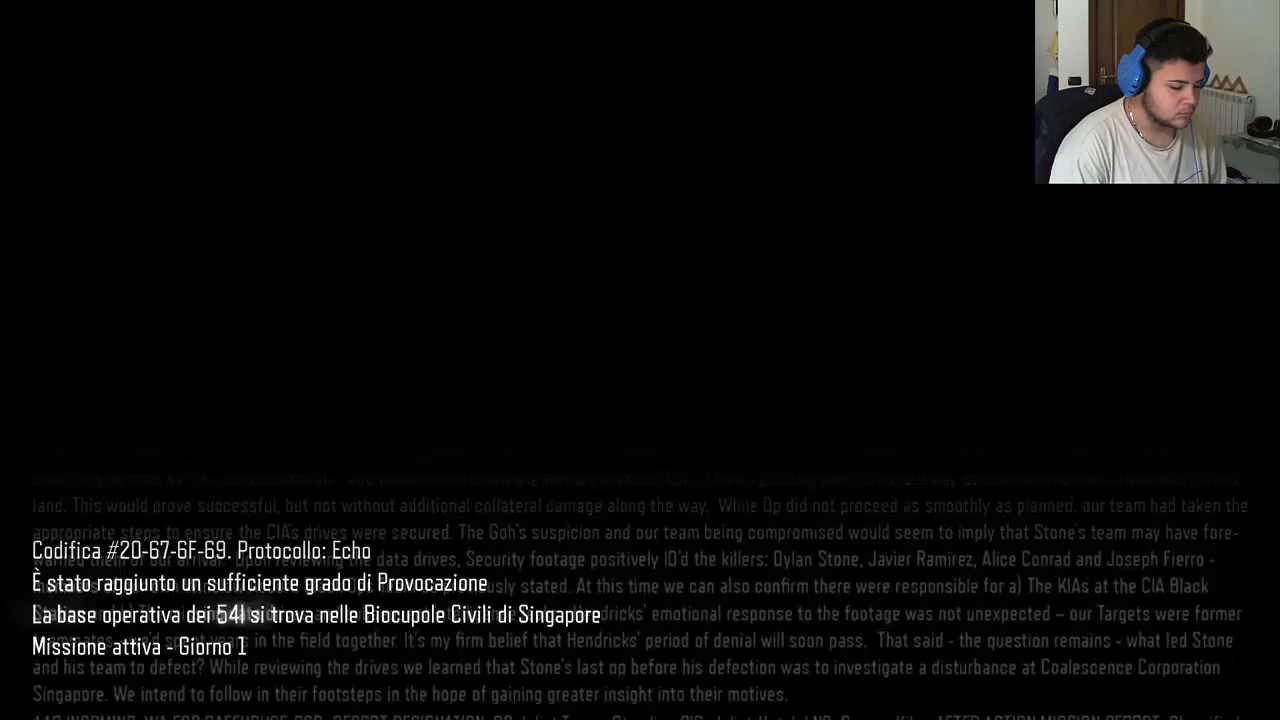 land. This would prove successful, but not without additional collateral damage along the way. While Op did not proceed as smoothly as planned, our team had taken the
appropriate steps to ensure the CIA's drives were secured. The Goh's suspicion and our team being compromised would seem to imply that Stone's team may have fore-
Codifica #20-67-6F-69. Protocollo: Echo
data drives, Security footage positively ID'd the killers: Dylan Stone, Javier Ramirez, Alice Conrad and Joseph Fierro -
È stato raggiunto un sufficiente grado di Provocazione
stated. At this time we can also confirm there were responsible for a) The KIAs at the CIA Black
La base operativa dei 54I si trova nelle Biocupole Civili di Singapore
emotional response to the footage was not unexpected – our Targets were former
Missione attiva - Giorno 1
in the field together. It's my firm belief that Hendricks' period of denial will soon pass. That said - the question remains - what led Stone
and his team to defect? While reviewing the drives we learned that Stone's last op before his defection was to investigate a disturbance at Coalescence Corporation
Singapore. We intend to follow in their footsteps in the hope of gaining greater insight into their motives.